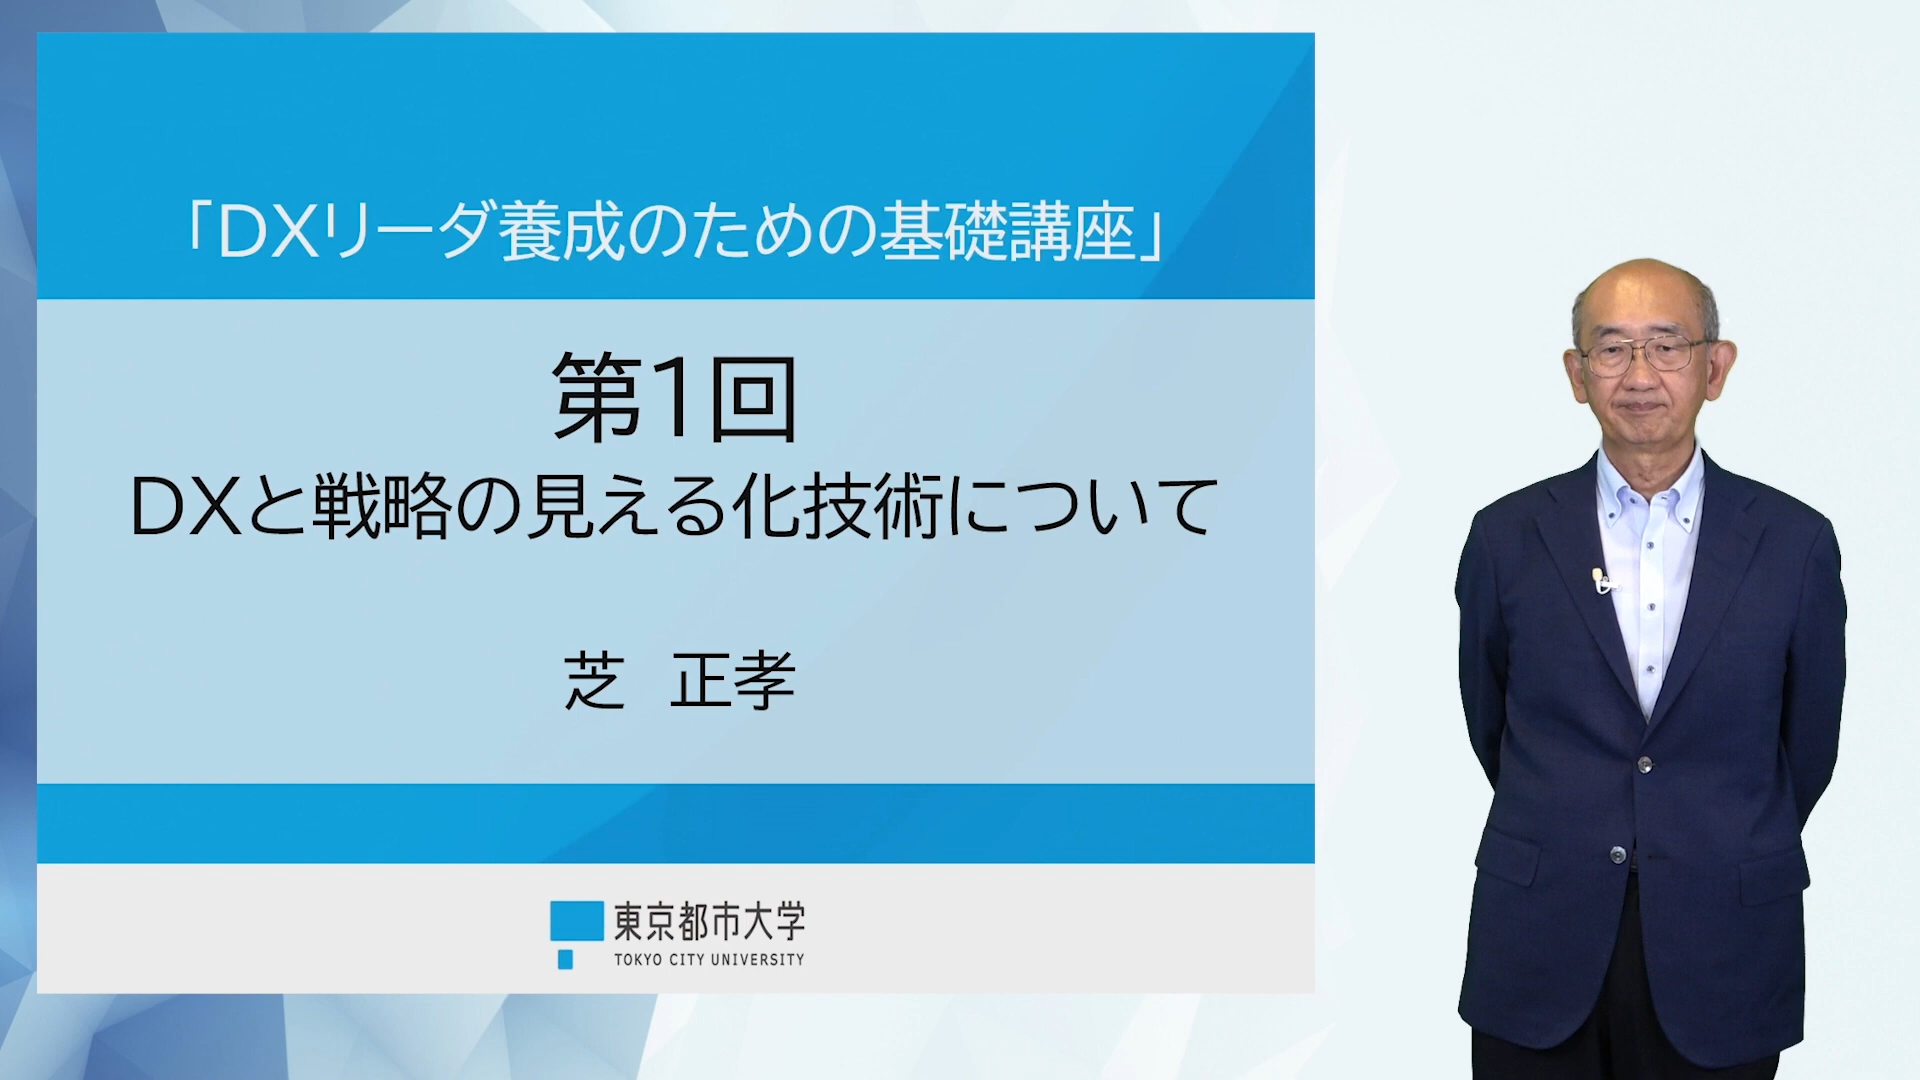 「DXリーダ養成のための基礎講座」
第1回
DXと戦略の見える化技術について
芝 正孝
東京都市大学
TOKYO CITY UNIVERSITY